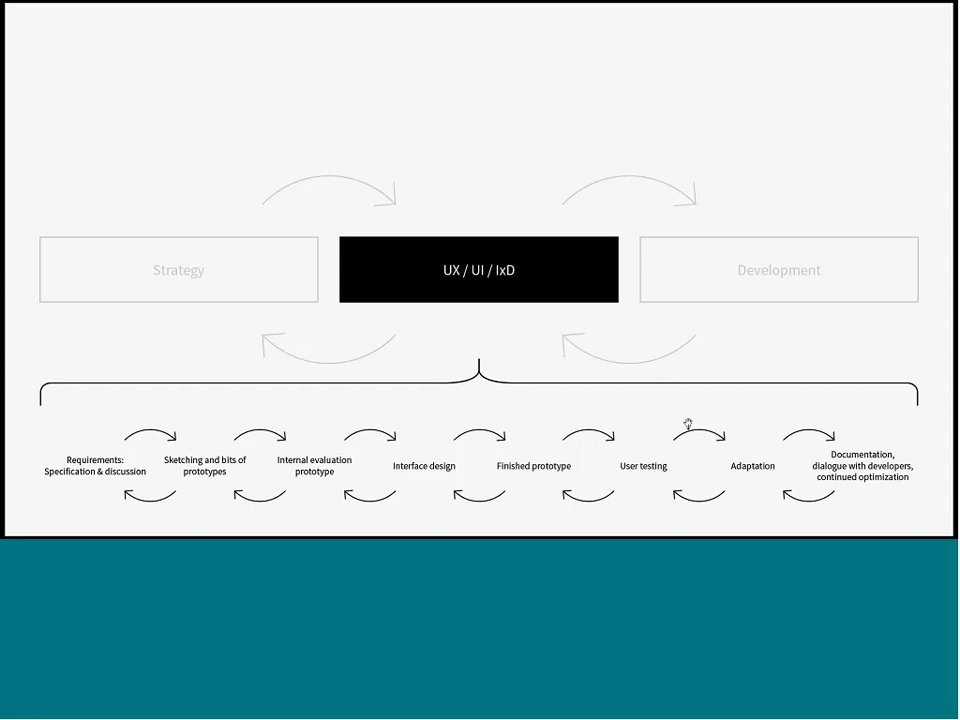 Strategy
UX / UI / IxD
Development
Requirements:
Specification & discussion
Sketching and bits of
prototypes
Internal evaluation
prototype
Interface design
Finished prototype
User testing
Adaptation
Documentation,
dialogue with developers,
continued optimization